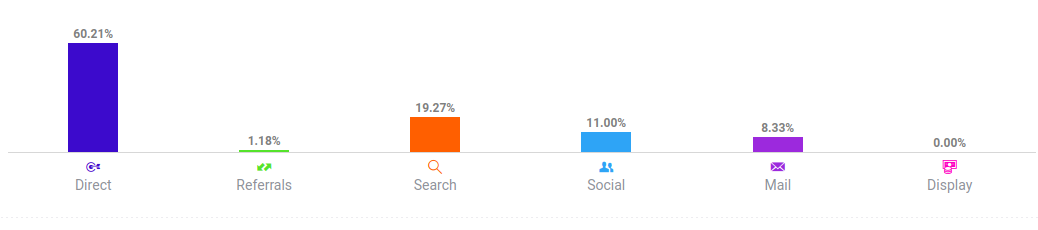 60.21%
1.18%
19.27%
11.00%
8.33%
0.00%
Direct
Referrals
Search
Social
Mail
Display